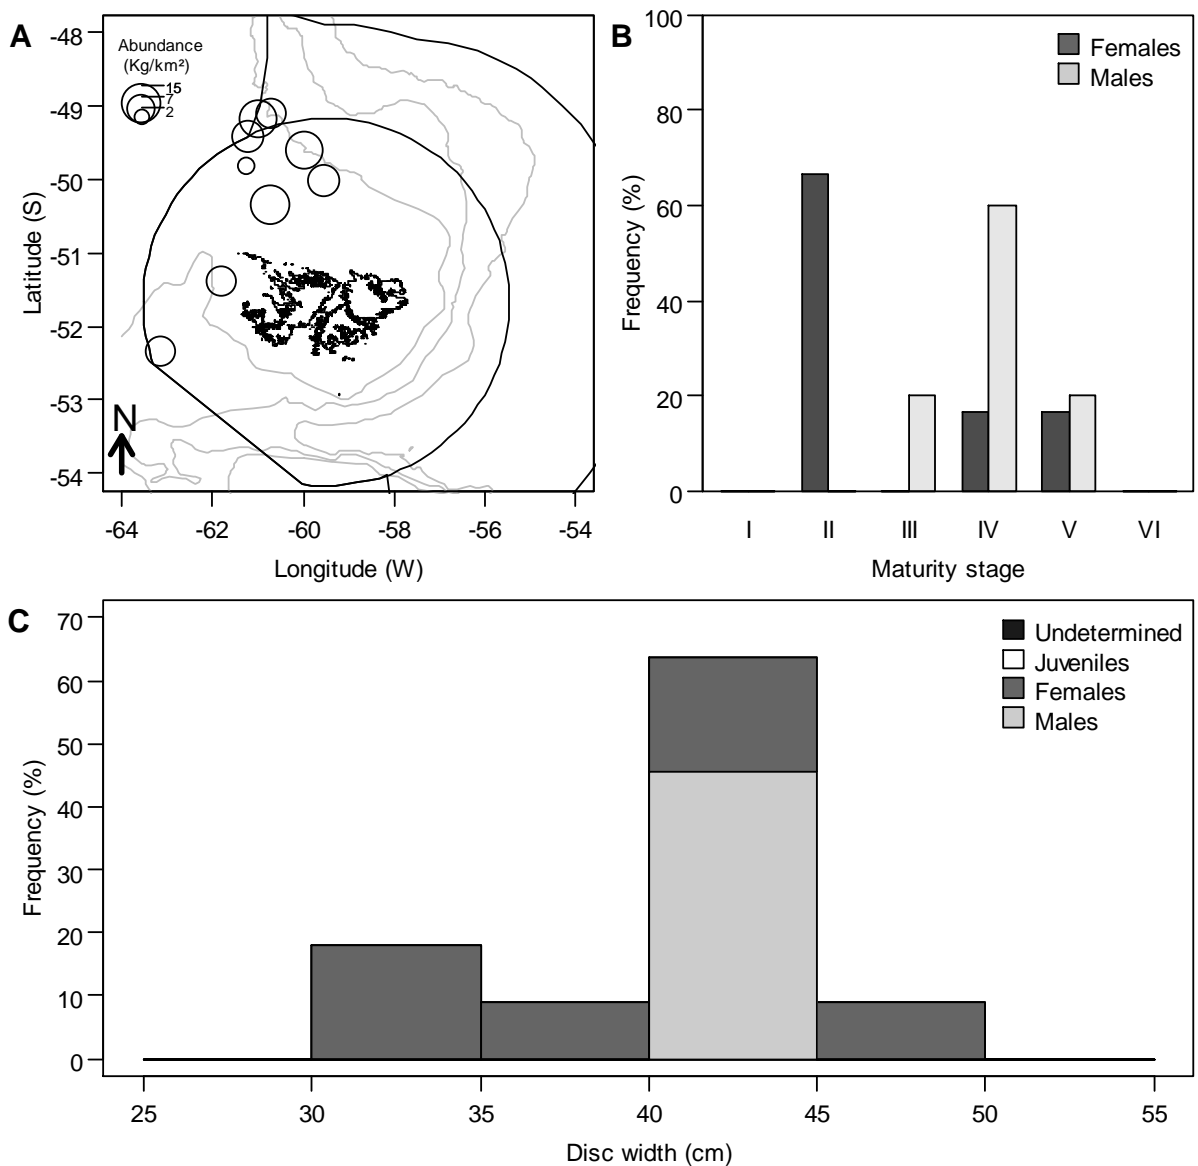 A
Abundance
(Kg/km²)
15
7
2
-48
-49
-50
-51
-52
-53
-54
Latitude (S)
N
-64
-62
-60
-58
-56
-54
Longitude (W)
B
Females
Males
100
80
60
40
20
0
Frequency (%)
I
II
III
IV
V
VI
Maturity stage
C
Undetermined
Juveniles
Females
Males
70
60
50
40
30
20
10
0
Frequency (%)
25
30
35
40
45
50
55
Disc width (cm)